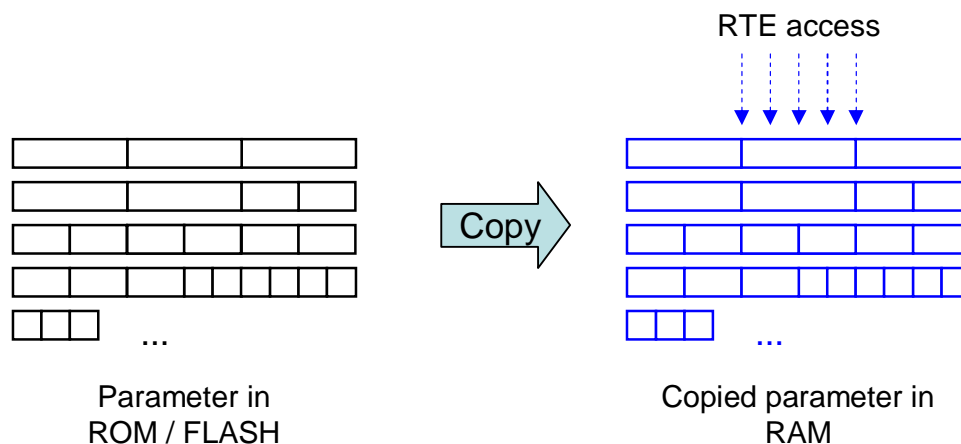 RTE access
Copy
...
...
Parameter in
ROM / FLASH
Copied parameter in
RAM